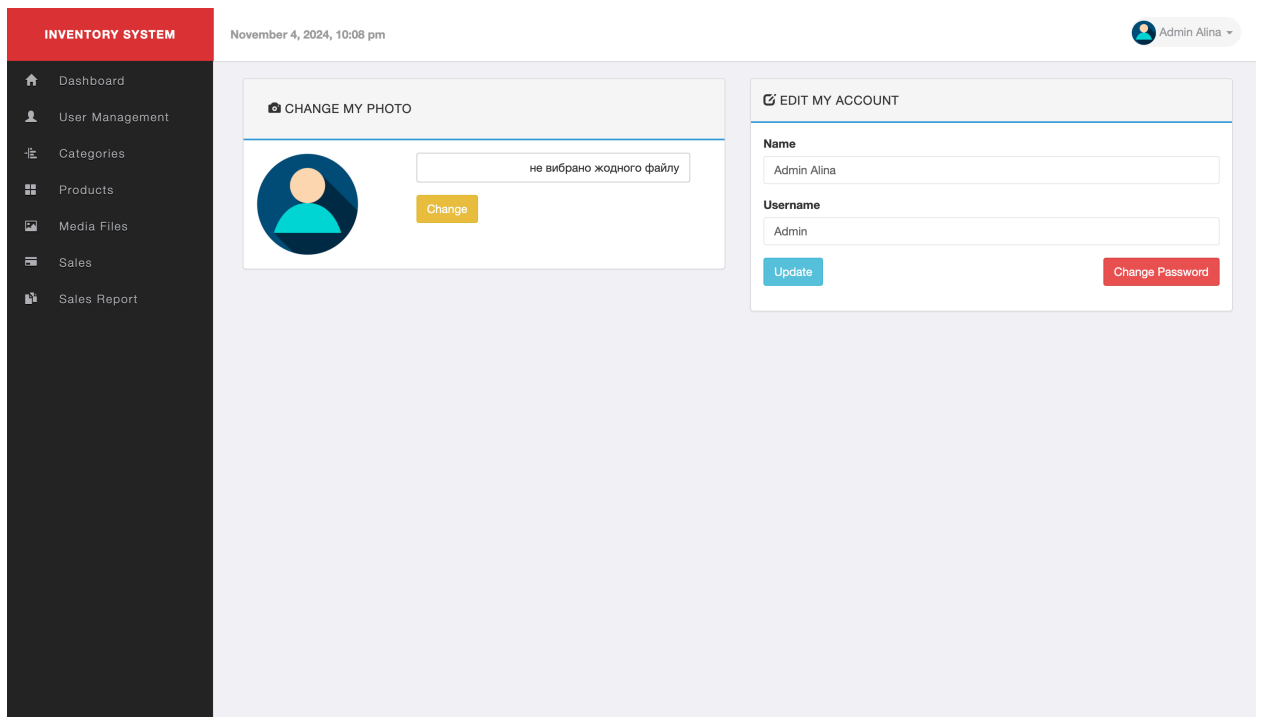 INVENTORY SYSTEM
November 4, 2024, 10:08 pm
Admin Alina
Dashboard
User Management
Categories
Products
Media Files
Sales
Sales Report
CHANGE MY PHOTO
не вибрано жодного файлу
Change
EDIT MY ACCOUNT
Name
Admin Alina
Username
Admin
Update
Change Password